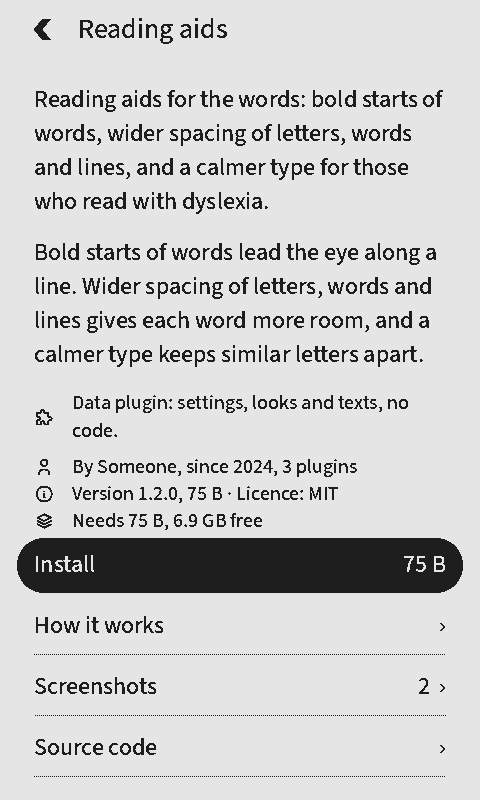 Reading aids
Reading aids for the words: bold starts of
words, wider spacing of letters, words
and lines, and a calmer type for those
who read with dyslexia.
Bold starts of words lead the eye along a
line. Wider spacing of letters, words and
lines gives each word more room, and a
calmer type keeps similar letters apart.
Data plugin: settings, looks and texts, no
code.
By Someone, since 2024, 3 plugins
Version 1.2.0, 75 B · Licence: MIT
Needs 75 B, 6.9 GB free
Install 75 B
How it works ›
Screenshots 2 ›
Source code ›